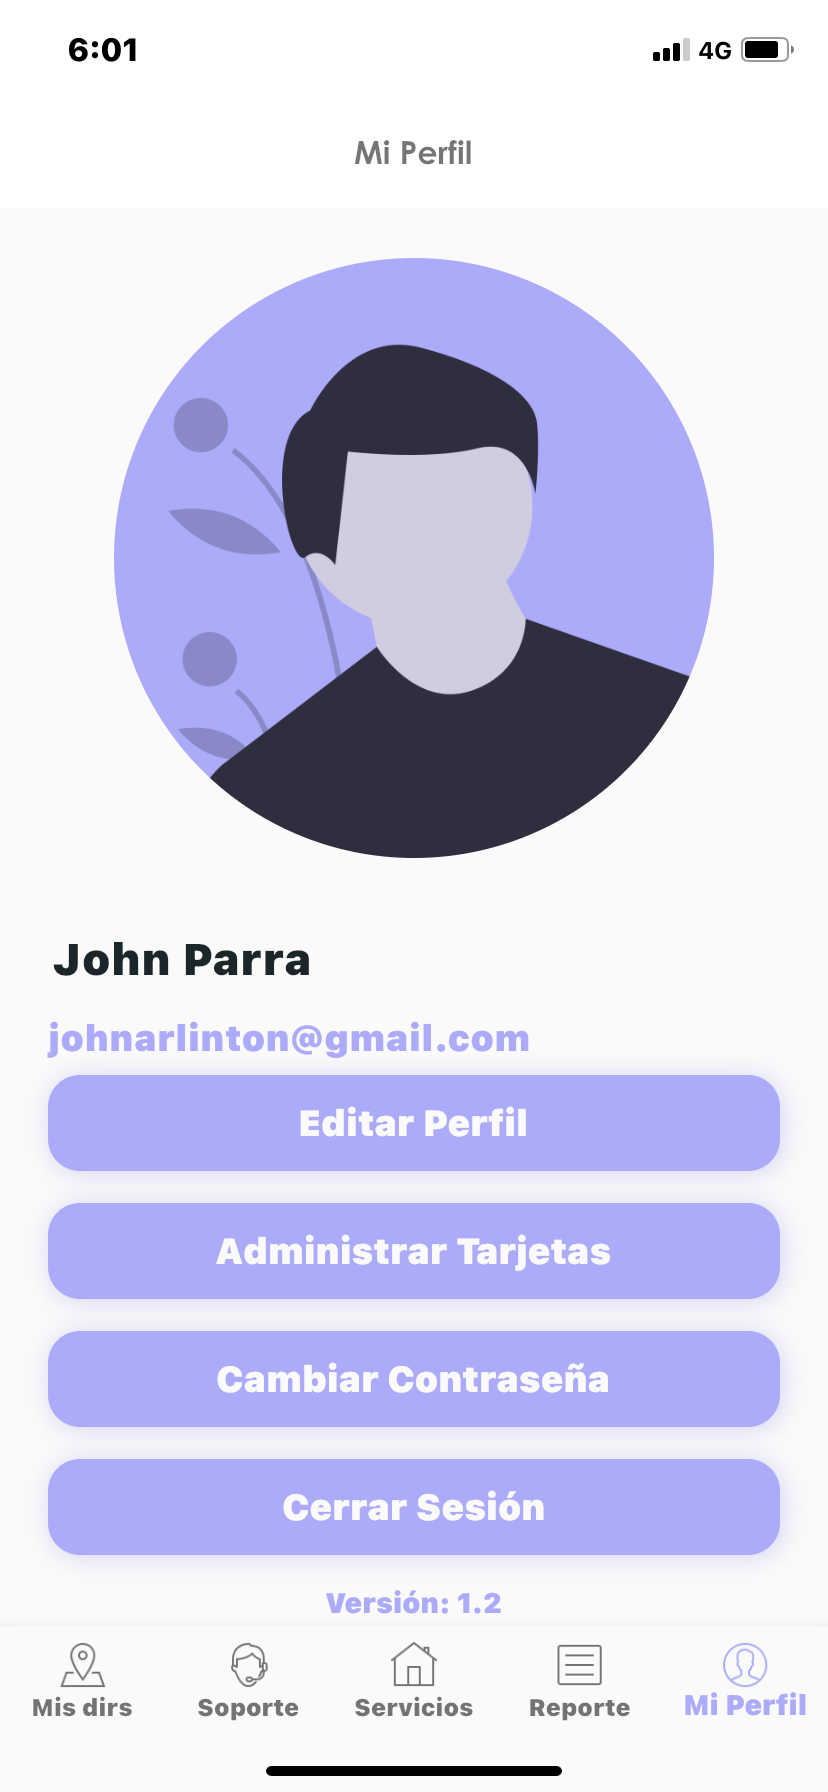 6:01
4G
Mi Perfil
John Parra
johnarlinton@gmail.com
Editar Perfil
Administrar Tarjetas
Cambiar Contraseña
Cerrar Sesión
Versión: 1.2
Mis dirs
Soporte
Servicios
Reporte
Mi Perfil